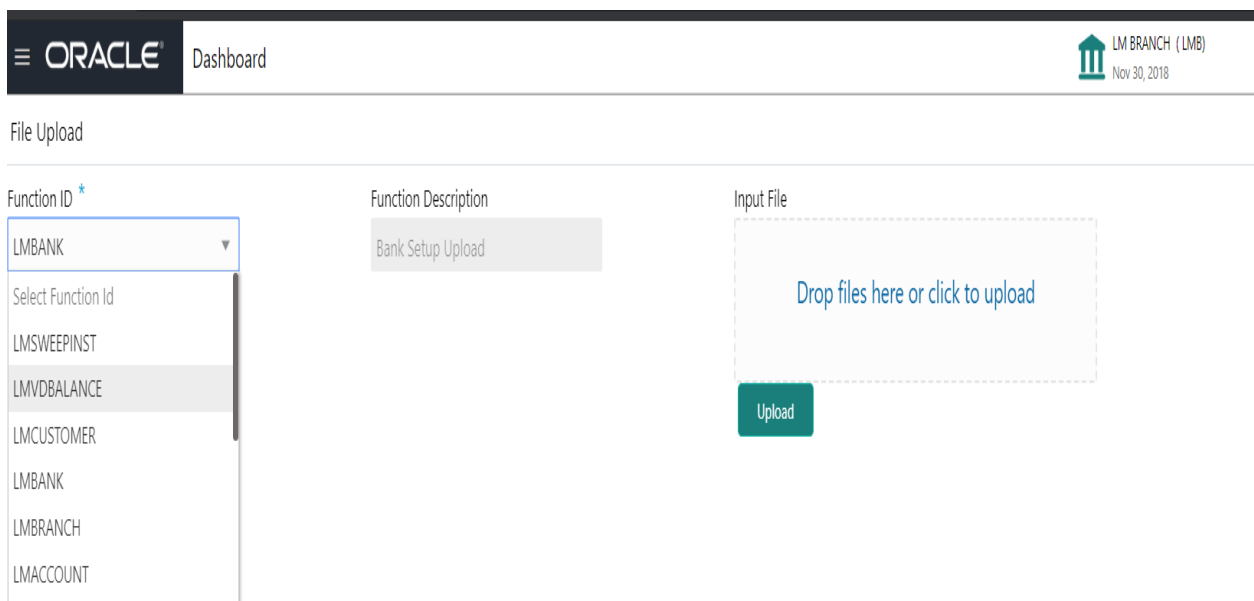 ORACLE® Dashboard
LM BRANCH ( LMB)
Nov 30, 2018
File Upload
Function ID *
LMBANK
Select Function Id
LMSWEEPINST
LMVDBALANCE
LMCUSTOMER
LMBANK
LMBRANCH
LMACCOUNT
Function Description
Bank Setup Upload
Input File
Drop files here or click to upload
Upload